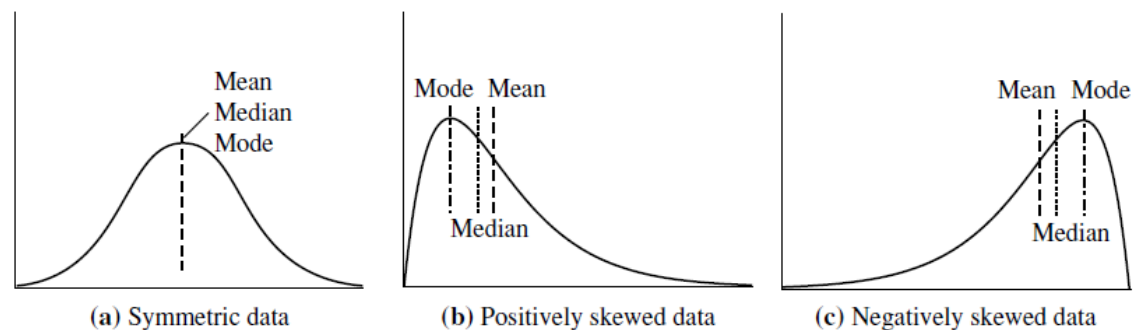 Mean
Median
Mode
(a) Symmetric data
Mode Mean
Median
(b) Positively skewed data
Mean Mode
Median
(c) Negatively skewed data